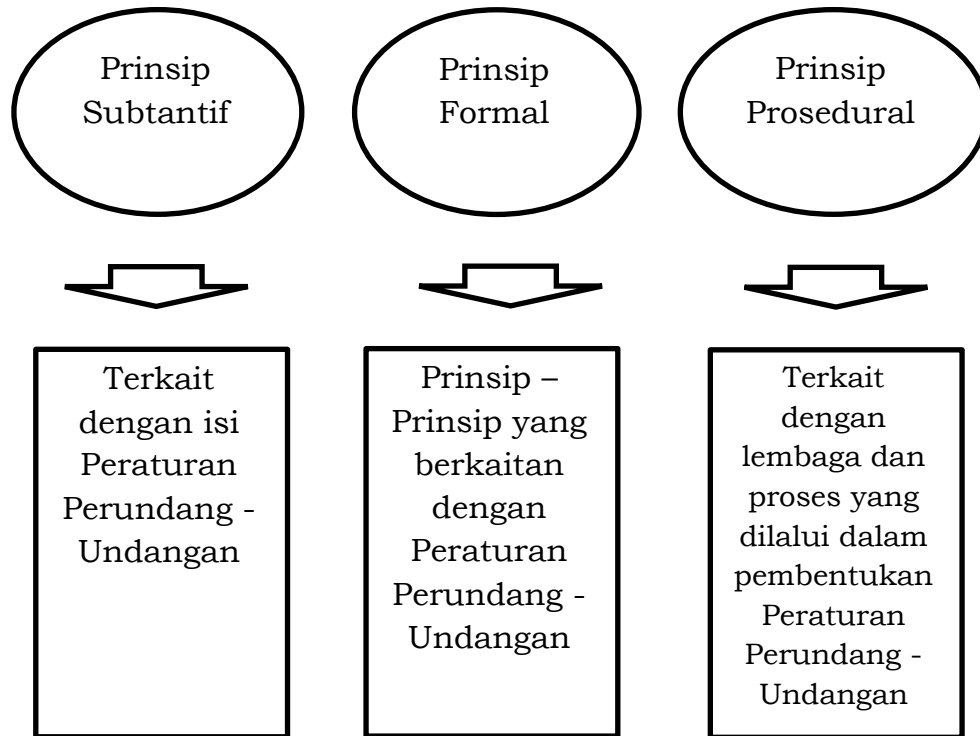 Prinsip
Subtantif
Prinsip
Formal
Prinsip
Prosedural
Terkait
dengan isi
Peraturan
Perundang -
Undangan
Prinsip –
Prinsip yang
berkaitan
dengan
Peraturan
Perundang -
Undangan
Terkait
dengan
lembaga dan
proses yang
dilalui dalam
pembentukan
Peraturan
Perundang -
Undangan